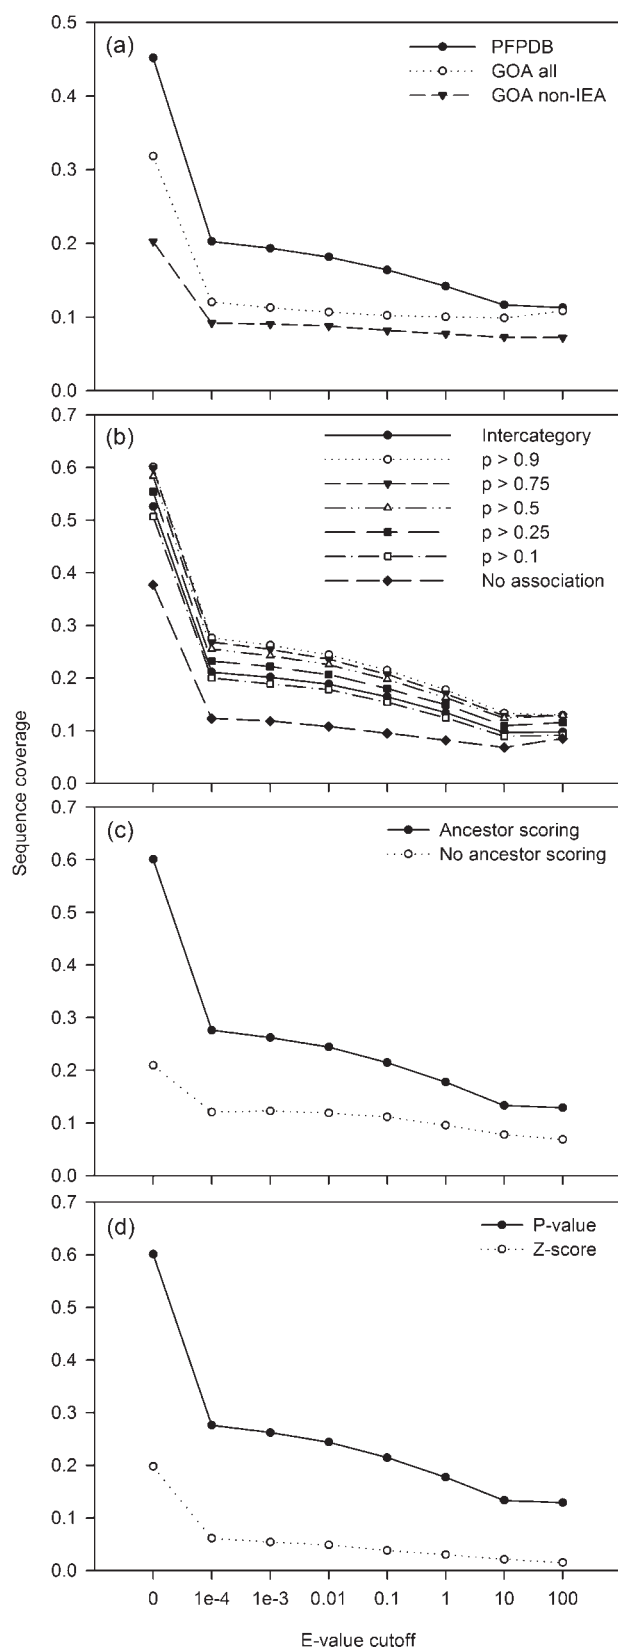 (a)
PFPDB
GOA all
GOA non-IEA
0.5
0.4
0.3
0.2
0.1
0.0
(b)
Intercategory
p > 0.9
p > 0.75
p > 0.5
p > 0.25
p > 0.1
No association
0.7
0.6
0.5
0.4
0.3
0.2
0.1
0.0
Sequence coverage
(c)
Ancestor scoring
No ancestor scoring
0.7
0.6
0.5
0.4
0.3
0.2
0.1
0.0
(d)
P-value
Z-score
0.7
0.6
0.5
0.4
0.3
0.2
0.1
0.0
0 1e-4 1e-3 0.01 0.1 1 10 100
E-value cutoff